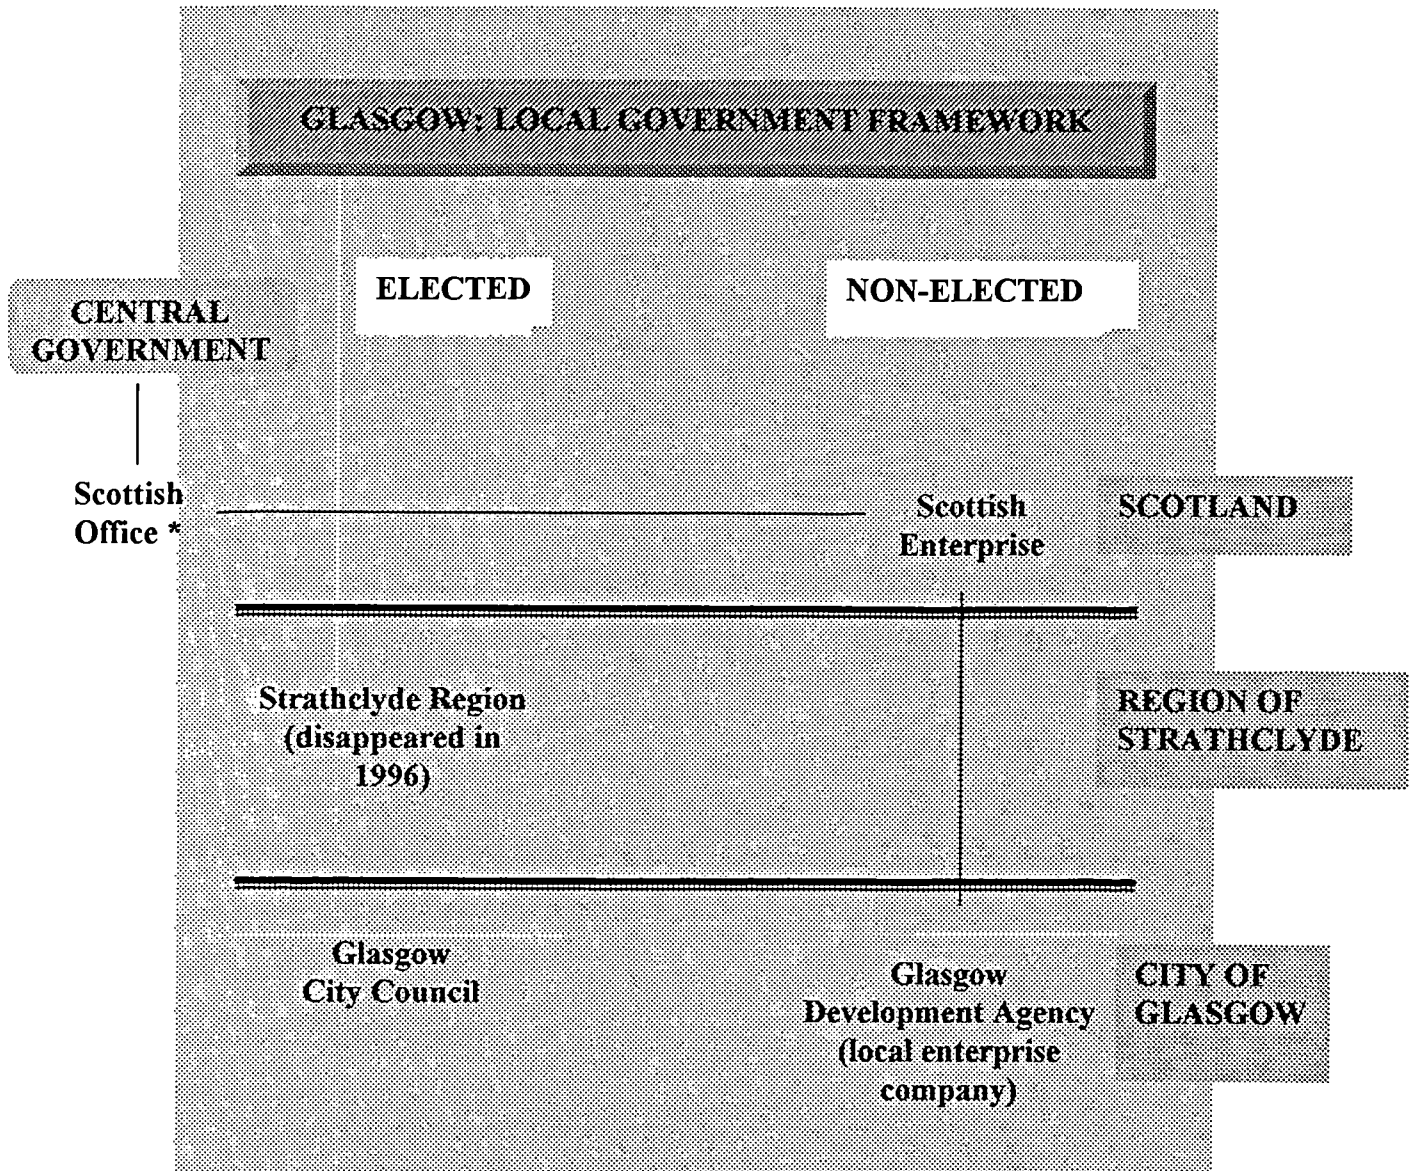 GLASGOW: LOCAL GOVERNMENT FRAMEWORK
ELECTED
NON-ELECTED
CENTRAL
GOVERNMENT
Scottish
Office *
Scottish
Enterprise
SCOTLAND
Strathclyde Region
(disappeared in
1996)
REGION OF
STRATHCLYDE
Glasgow
City Council
Glasgow
Development Agency
(local enterprise
company)
CITY OF
GLASGOW